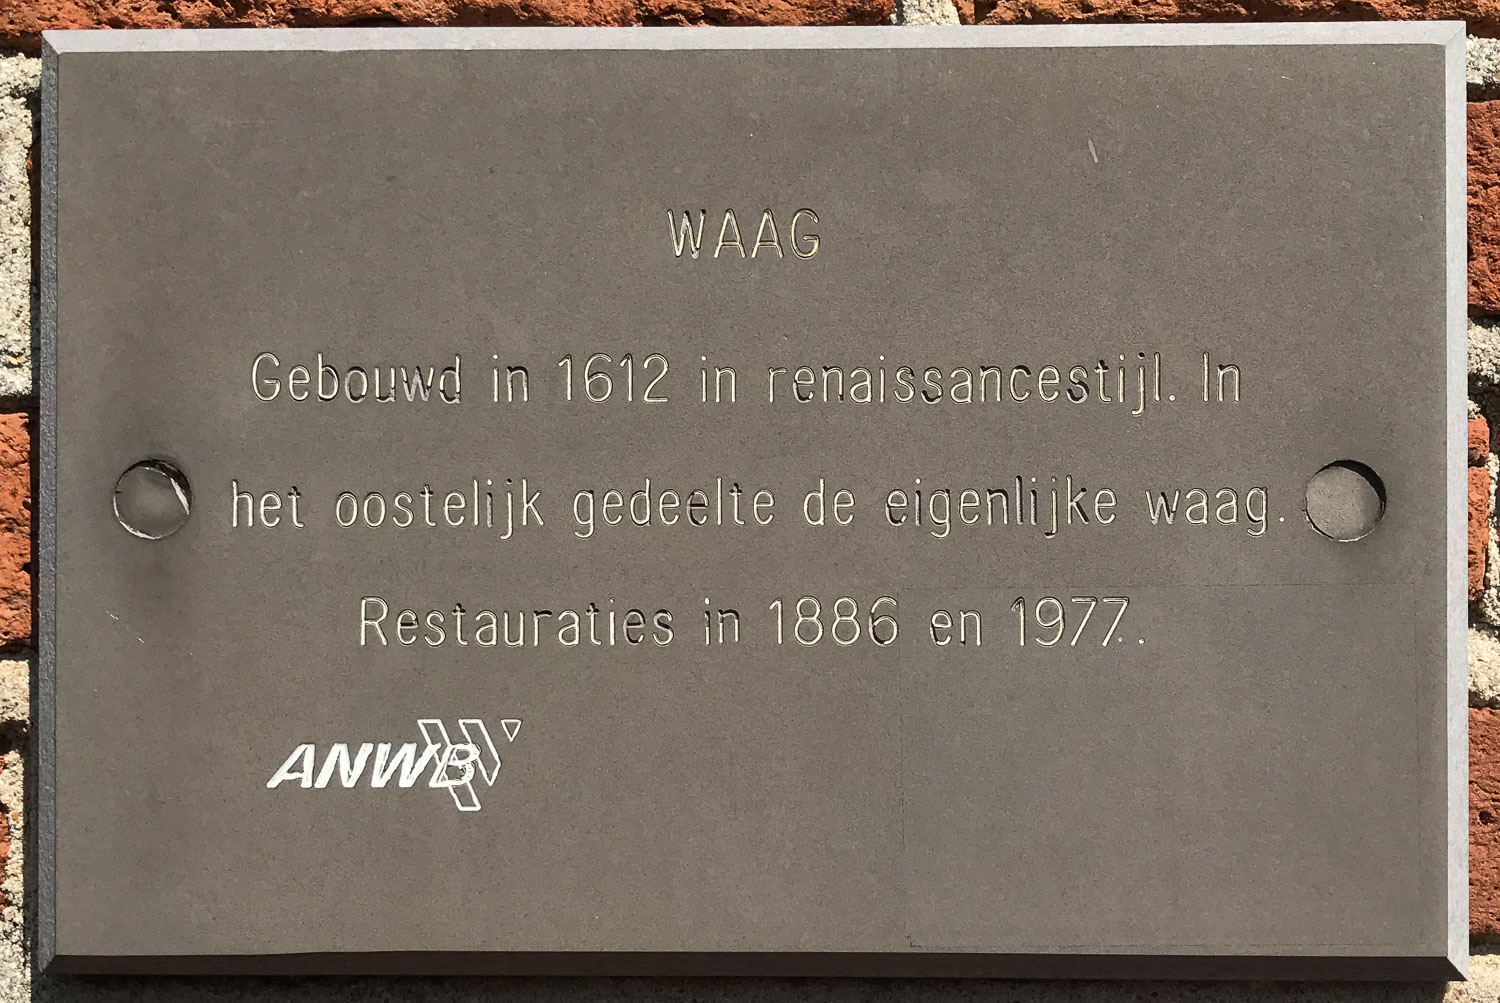 WAAG
Gebouwd in 1612 in renaissancestijl. In
het oostelijk gedeelte de eigenlijke waag.
Restauraties in 1886 en 1977.
ANWB